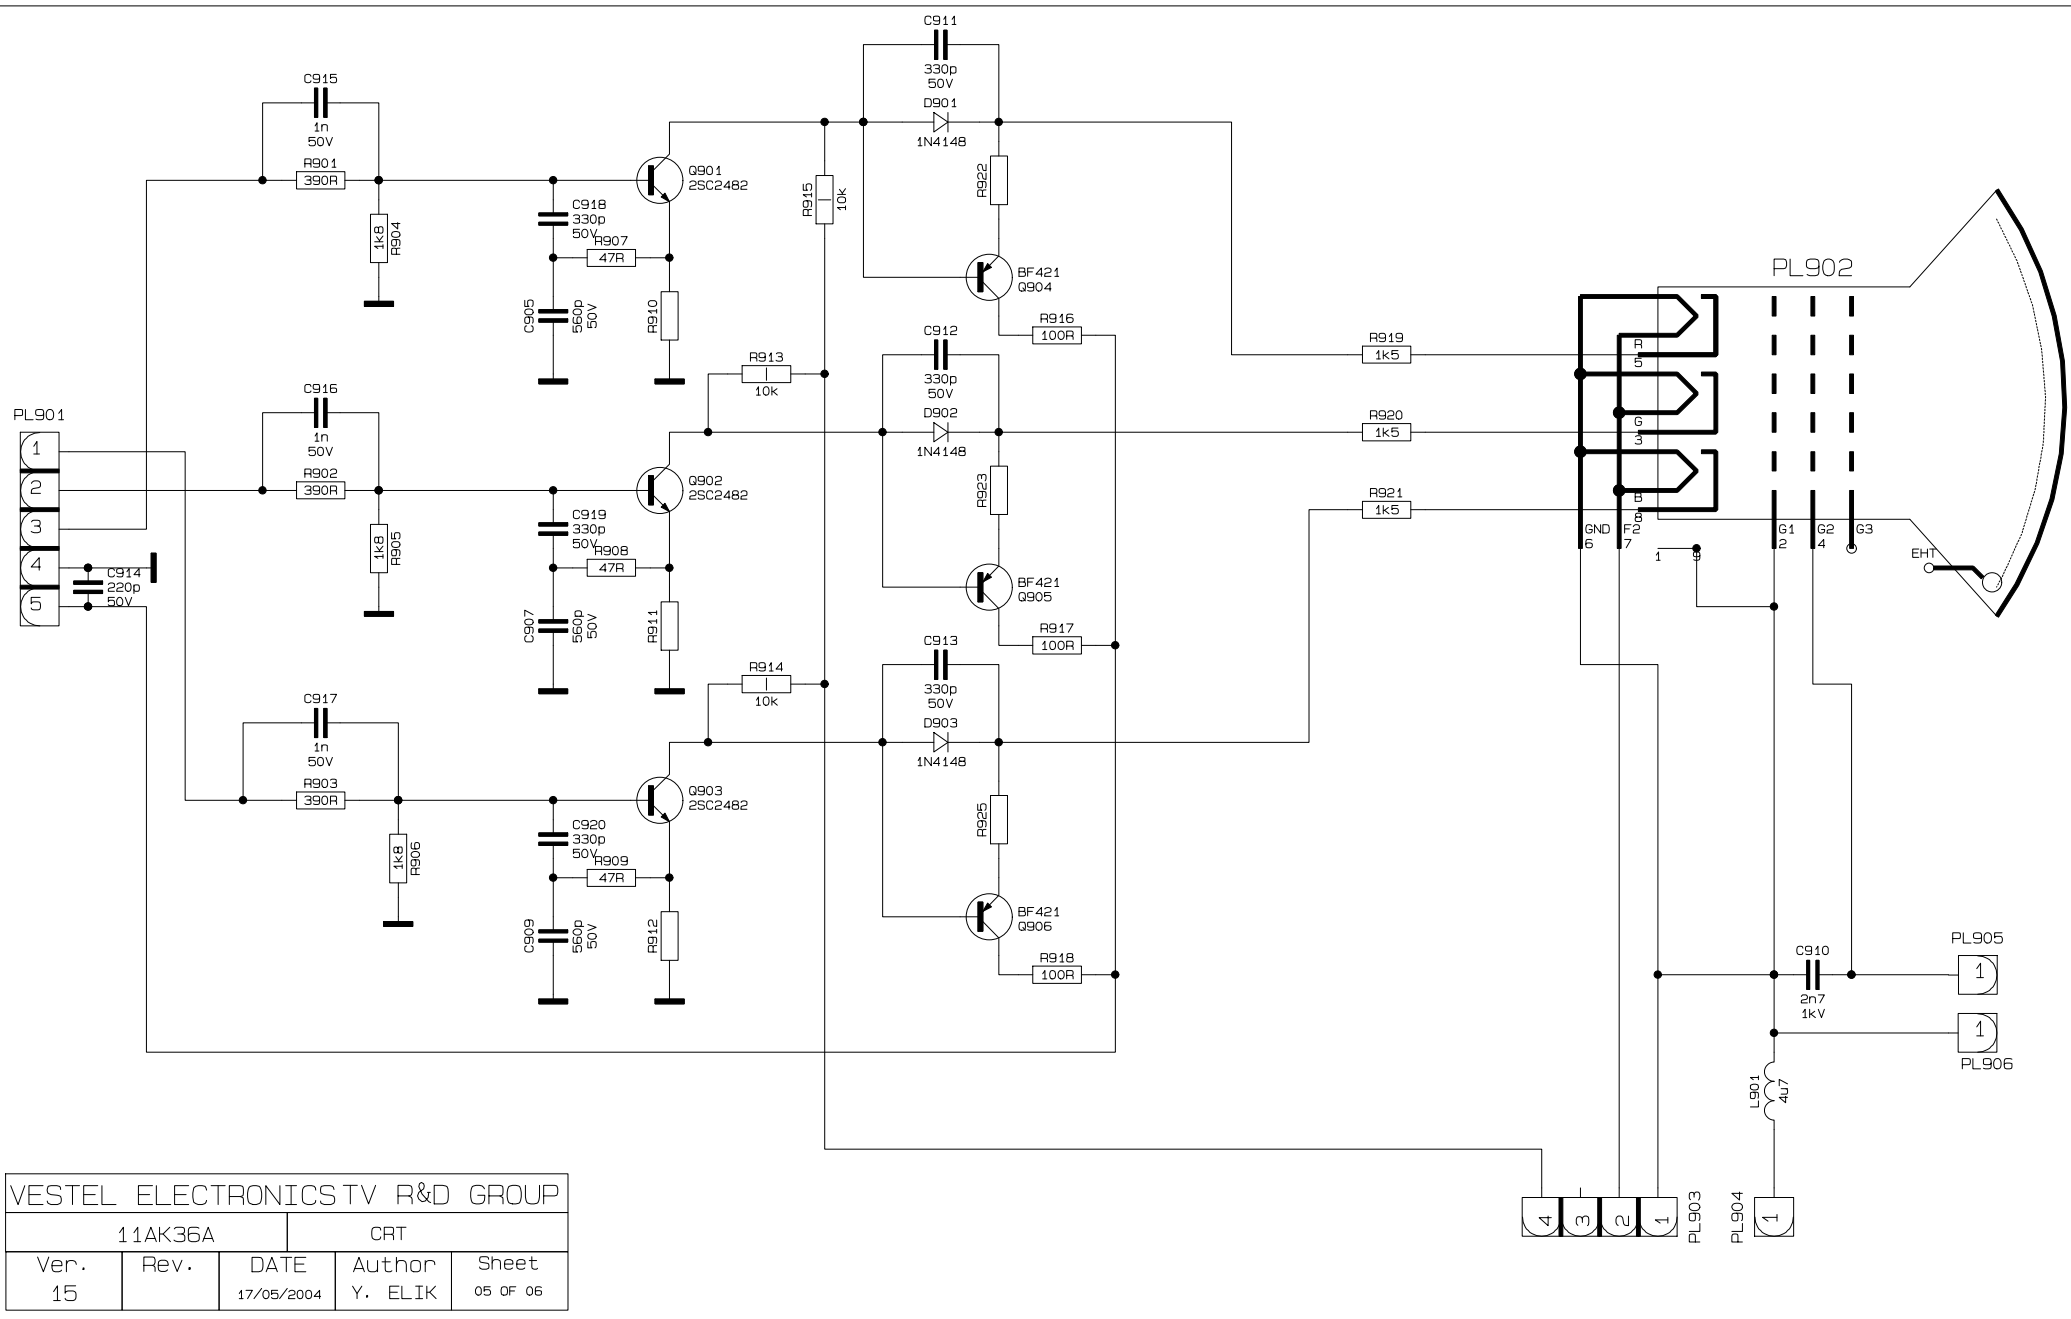 C911
330p
50V
D901
1N4148
C915
1n
50V
R901
390R
Q901
2SC2482
R922
R915
10k
1k8
R904
C918
330p
50V
R907
47R
C905
560p
50V
R910
BF421
Q904
R916
100R
PL902
C912
330p
50V
D902
1N4148
R913
10k
R919
1k5
R
5
C916
1n
50V
R902
390R
PL901
1
2
3
4
5
C914
220p
50V
Q902
2SC2482
R923
R920
1k5
G
3
1k8
R905
C919
330p
50V
R908
47R
C907
560p
50V
R911
R921
1k5
B
8
GND
6
F2
7
1
9
G1
2
G2
4
G3
EHT
BF421
Q905
R917
100R
C913
330p
50V
D903
1N4148
R914
10k
C917
1n
50V
R903
390R
Q903
2SC2482
R925
1k8
R906
C920
330p
50V
R909
47R
C909
560p
50V
R912
BF421
Q906
R918
100R
C910
2n7
1kV
PL905
1
1
PL906
L901
4u7
4
3
2
1
PL903
PL904
1
VESTEL ELECTRONICS TV R&D GROUP
11AK36A
CRT
Ver.
15
Rev.
DATE
17/05/2004
Author
Y. ELIK
Sheet
05 OF 06